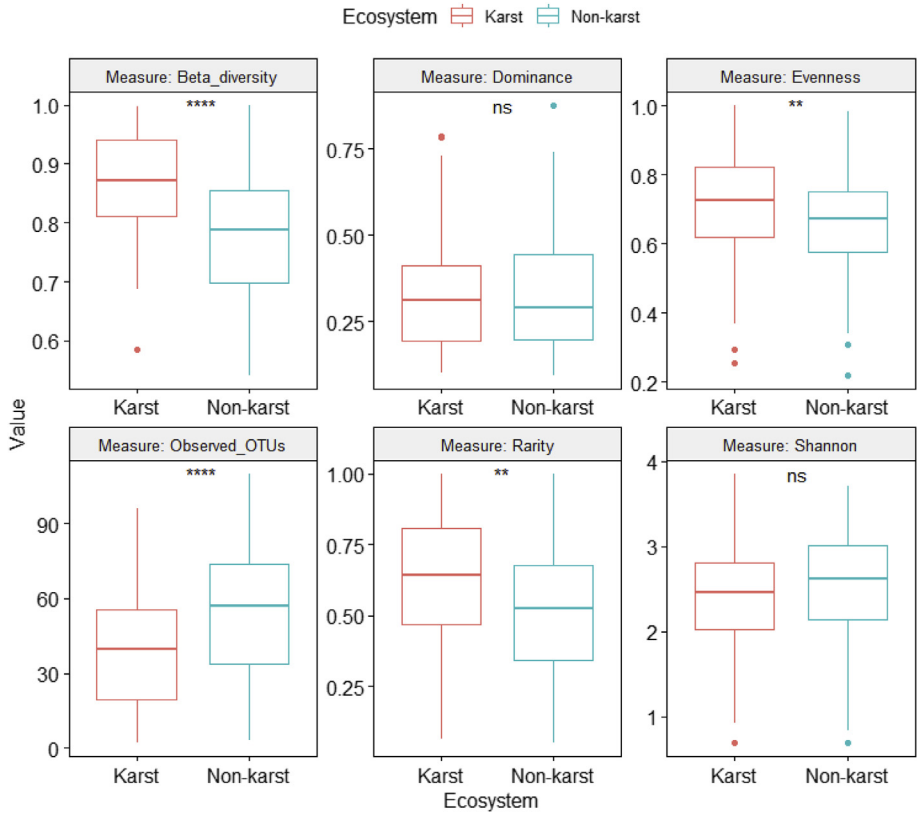 Ecosystem Karst Non-karst
Measure: Beta_diversity Measure: Dominance Measure: Evenness
1.0 **** ns 1.0 **
0.9 0.75 0.8
0.8 0.50 0.6
0.7 0.25 0.4
0.6 0.2
Karst Non-karst Karst Non-karst Karst Non-karst
Value
Measure: Observed_OTUs Measure: Rarity Measure: Shannon
**** 1.00 ** 4 ns
90 0.75 3
60 0.50 2
30 0.25 1
0
Karst Non-karst Karst Non-karst Karst Non-karst
Ecosystem